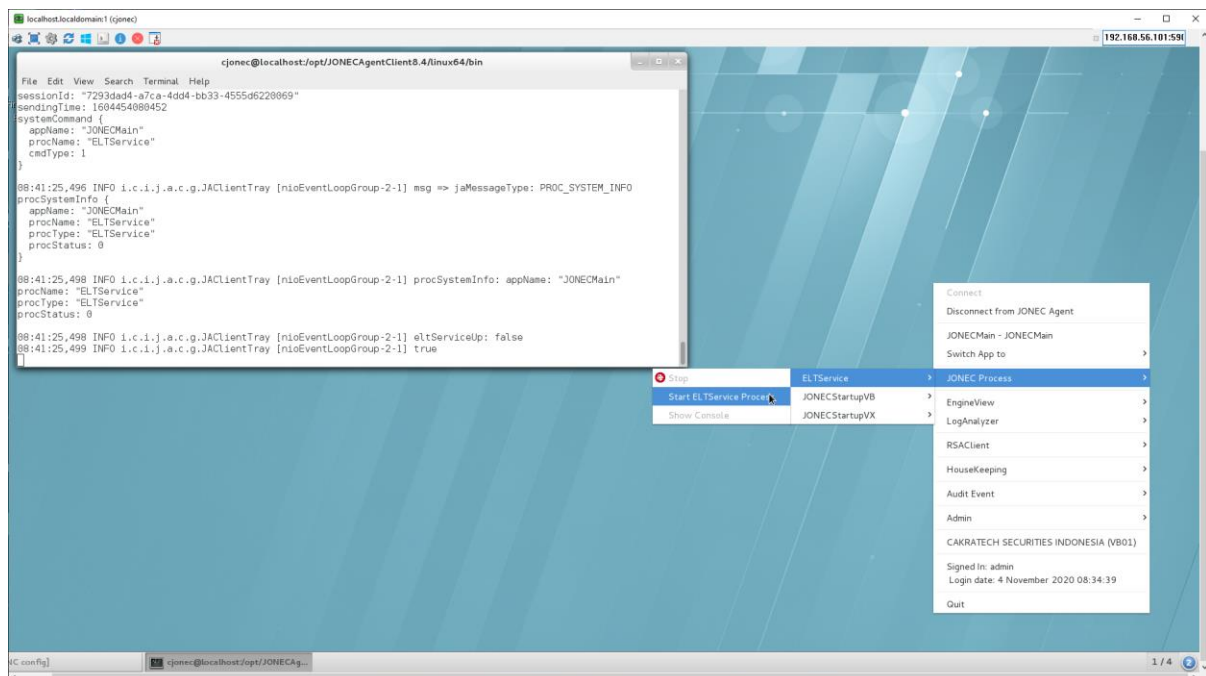 localhost.localdomain:1 (cjonec)
192.168.56.101:590
cjonec@localhost:/opt/JONECAgentClient8.4/linux64/bin
File Edit View Search Terminal Help
sessionId: "7293dad4-a7ca-4dd4-bb33-4555d6220069"
sendingTime: 1604454080452
systemCommand {
appName: "JONECMain"
procName: "ELTService"
cmdType: 1
}
08:41:25,496 INFO i.c.i.j.a.c.g.JAClientTray [nioEventLoopGroup-2-1] msg => jaMessageType: PROC_SYSTEM_INFO
procSystemInfo {
appName: "JONECMain"
procName: "ELTService"
procType: "ELTService"
procStatus: 0
}
08:41:25,498 INFO i.c.i.j.a.c.g.JAClientTray [nioEventLoopGroup-2-1] procSystemInfo: appName: "JONECMain"
procName: "ELTService"
procType: "ELTService"
procStatus: 0
08:41:25,498 INFO i.c.i.j.a.c.g.JAClientTray [nioEventLoopGroup-2-1] eltServiceUp: false
08:41:25,499 INFO i.c.i.j.a.c.g.JAClientTray [nioEventLoopGroup-2-1] true
Stop
Start ELTService Process
Show Console
ELTService
JONECStartupVB
JONECStartupVX
Connect
Disconnect from JONEC Agent
JONECMain - JONECMain
Switch App to
JONEC Process
EngineView
LogAnalyzer
RSAClient
HouseKeeping
Audit Event
Admin
CAKRATECH SECURITIES INDONESIA (VB01)
Signed In: admin
Login date: 4 November 2020 08:34:39
Quit
config]
cjonec@localhost:/opt/JONECAg...
1 / 4